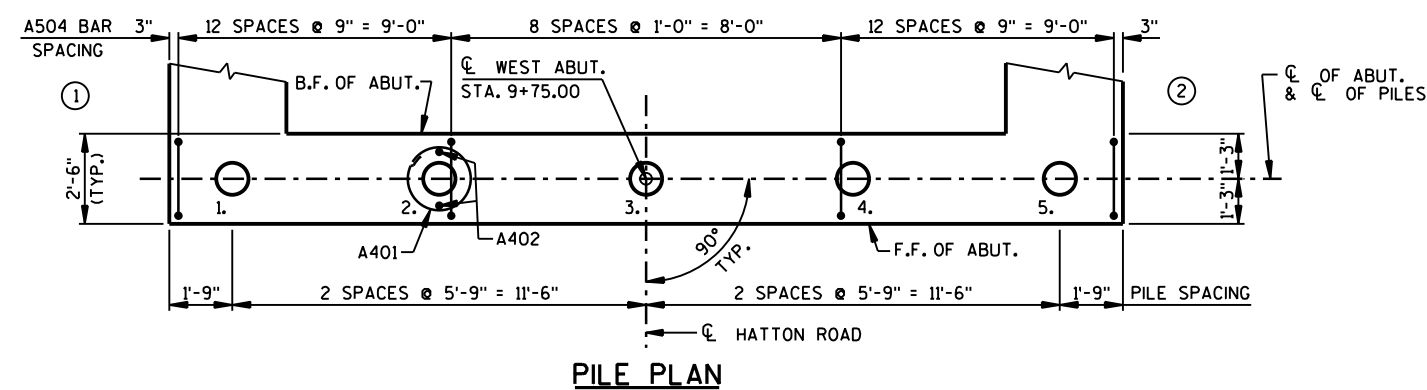 A504 BAR SPACING
3"
12 SPACES @ 9" = 9'-0"
8 SPACES @ 1'-0" = 8'-0"
12 SPACES @ 9" = 9'-0"
3"
1
B.F. OF ABUT.
℄ WEST ABUT.
STA. 9+75.00
2
℄ OF ABUT.
& ℄ OF PILES
2'-6"
(TYP.)
1'-3"
1'-3"
1.
2.
3.
4.
5.
A401
A402
90°
TYP.
F.F. OF ABUT.
1'-9"
2 SPACES @ 5'-9" = 11'-6"
2 SPACES @ 5'-9" = 11'-6"
1'-9"
PILE SPACING
℄ HATTON ROAD
PILE PLAN